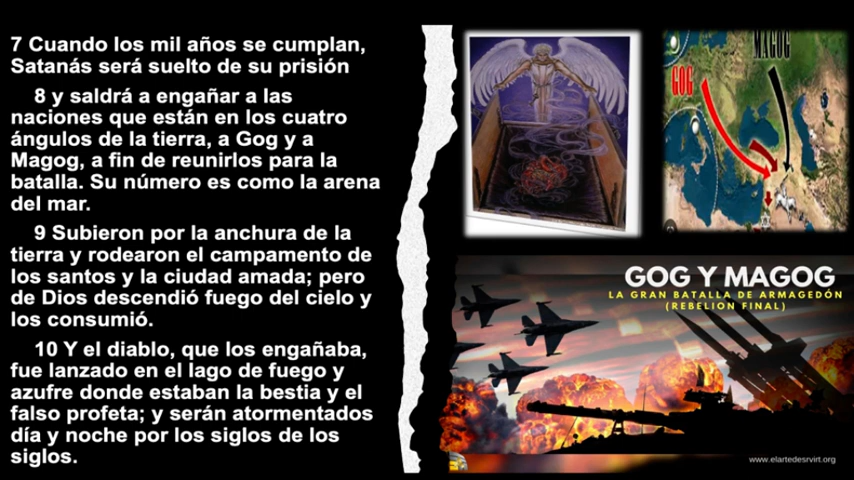 7 Cuando los mil años se cumplan,
Satanás será suelto de su prisión
8 y saldrá a engañar a las
naciones que están en los cuatro
ángulos de la tierra, a Gog y a
Magog, a fin de reunirlos para la
batalla. Su número es como la arena
del mar.
9 Subieron por la anchura de la
tierra y rodearon el campamento de
los santos y la ciudad amada; pero
de Dios descendió fuego del cielo y
los consumió.
10 Y el diablo, que los engañaba,
fue lanzado en el lago de fuego y
azufre donde estaban la bestia y el
falso profeta; y serán atormentados
día y noche por los siglos de los
siglos.
MAGOG
GOG
GOG Y MAGOG
LA GRAN BATALLA DE ARMAGEDÓN
(REBELION FINAL)
www.elartedesrvirt.org